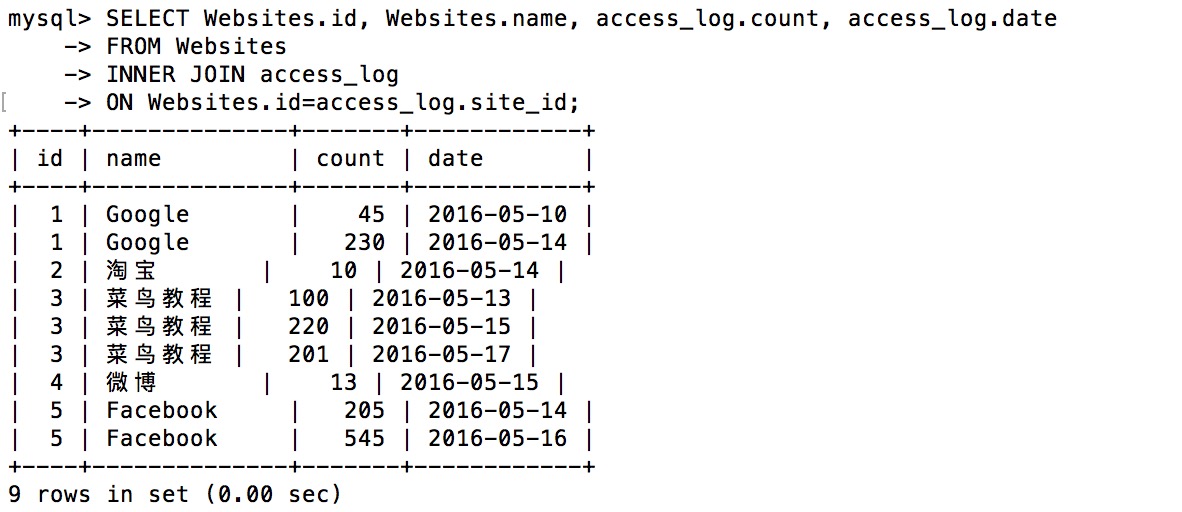 mysql> SELECT Websites.id, Websites.name, access_log.count, access_log.date
    -> FROM Websites
    -> INNER JOIN access_log
[    -> ON Websites.id=access_log.site_id;
+----+--------------+-------+------------+
| id | name         | count | date       |
+----+--------------+-------+------------+
|  1 | Google       |    45 | 2016-05-10 |
|  1 | Google       |   230 | 2016-05-14 |
|  2 | 淘宝       |    10 | 2016-05-14 |
|  3 | 菜鸟教程 |   100 | 2016-05-13 |
|  3 | 菜鸟教程 |   220 | 2016-05-15 |
|  3 | 菜鸟教程 |   201 | 2016-05-17 |
|  4 | 微博       |    13 | 2016-05-15 |
|  5 | Facebook     |   205 | 2016-05-14 |
|  5 | Facebook     |   545 | 2016-05-16 |
+----+--------------+-------+------------+
9 rows in set (0.00 sec)